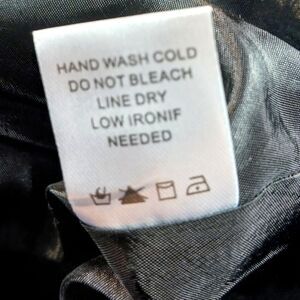 HAND WASH COLD
DO NOT BLEACH
LINE DRY
LOW IRONIF
NEEDED